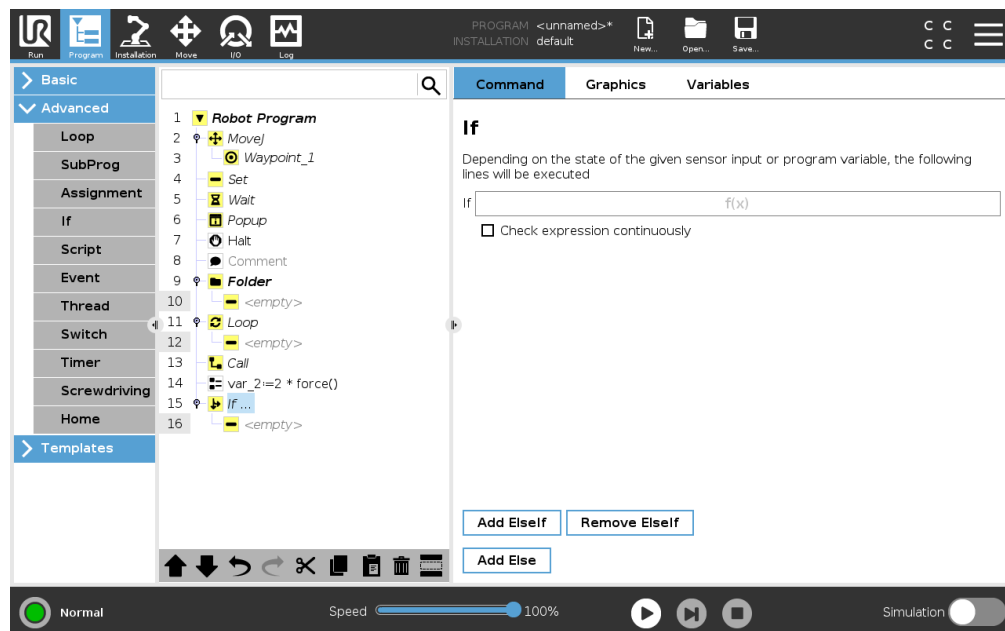 UR
Run
Program
Installation
Move
I/O
Log
PROGRAM <unnamed>*
INSTALLATION default
New...
Open...
Save...
C C
C C
Basic
Advanced
Loop
SubProg
Assignment
If
Script
Event
Thread
Switch
Timer
Screwdriving
Home
Templates
1 Robot Program
2 MoveJ
3 Waypoint_1
4 Set
5 Wait
6 Popup
7 Halt
8 Comment
9 Folder
10 <empty>
11 Loop
12 <empty>
13 Call
14 var_2:=2 * force()
15 If ...
16 <empty>
Command Graphics Variables
If
Depending on the state of the given sensor input or program variable, the following
lines will be executed
If f(x)
Check expression continuously
Add ElseIf Remove ElseIf
Add Else
Normal
Speed 100%
Simulation